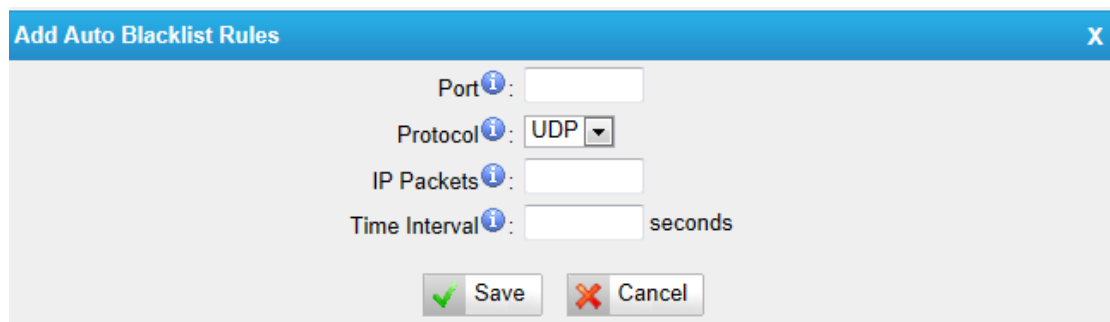 Add Auto Blacklist Rules X
Port i :
Protocol i : UDP
IP Packets i :
Time Interval i : seconds
Save Cancel